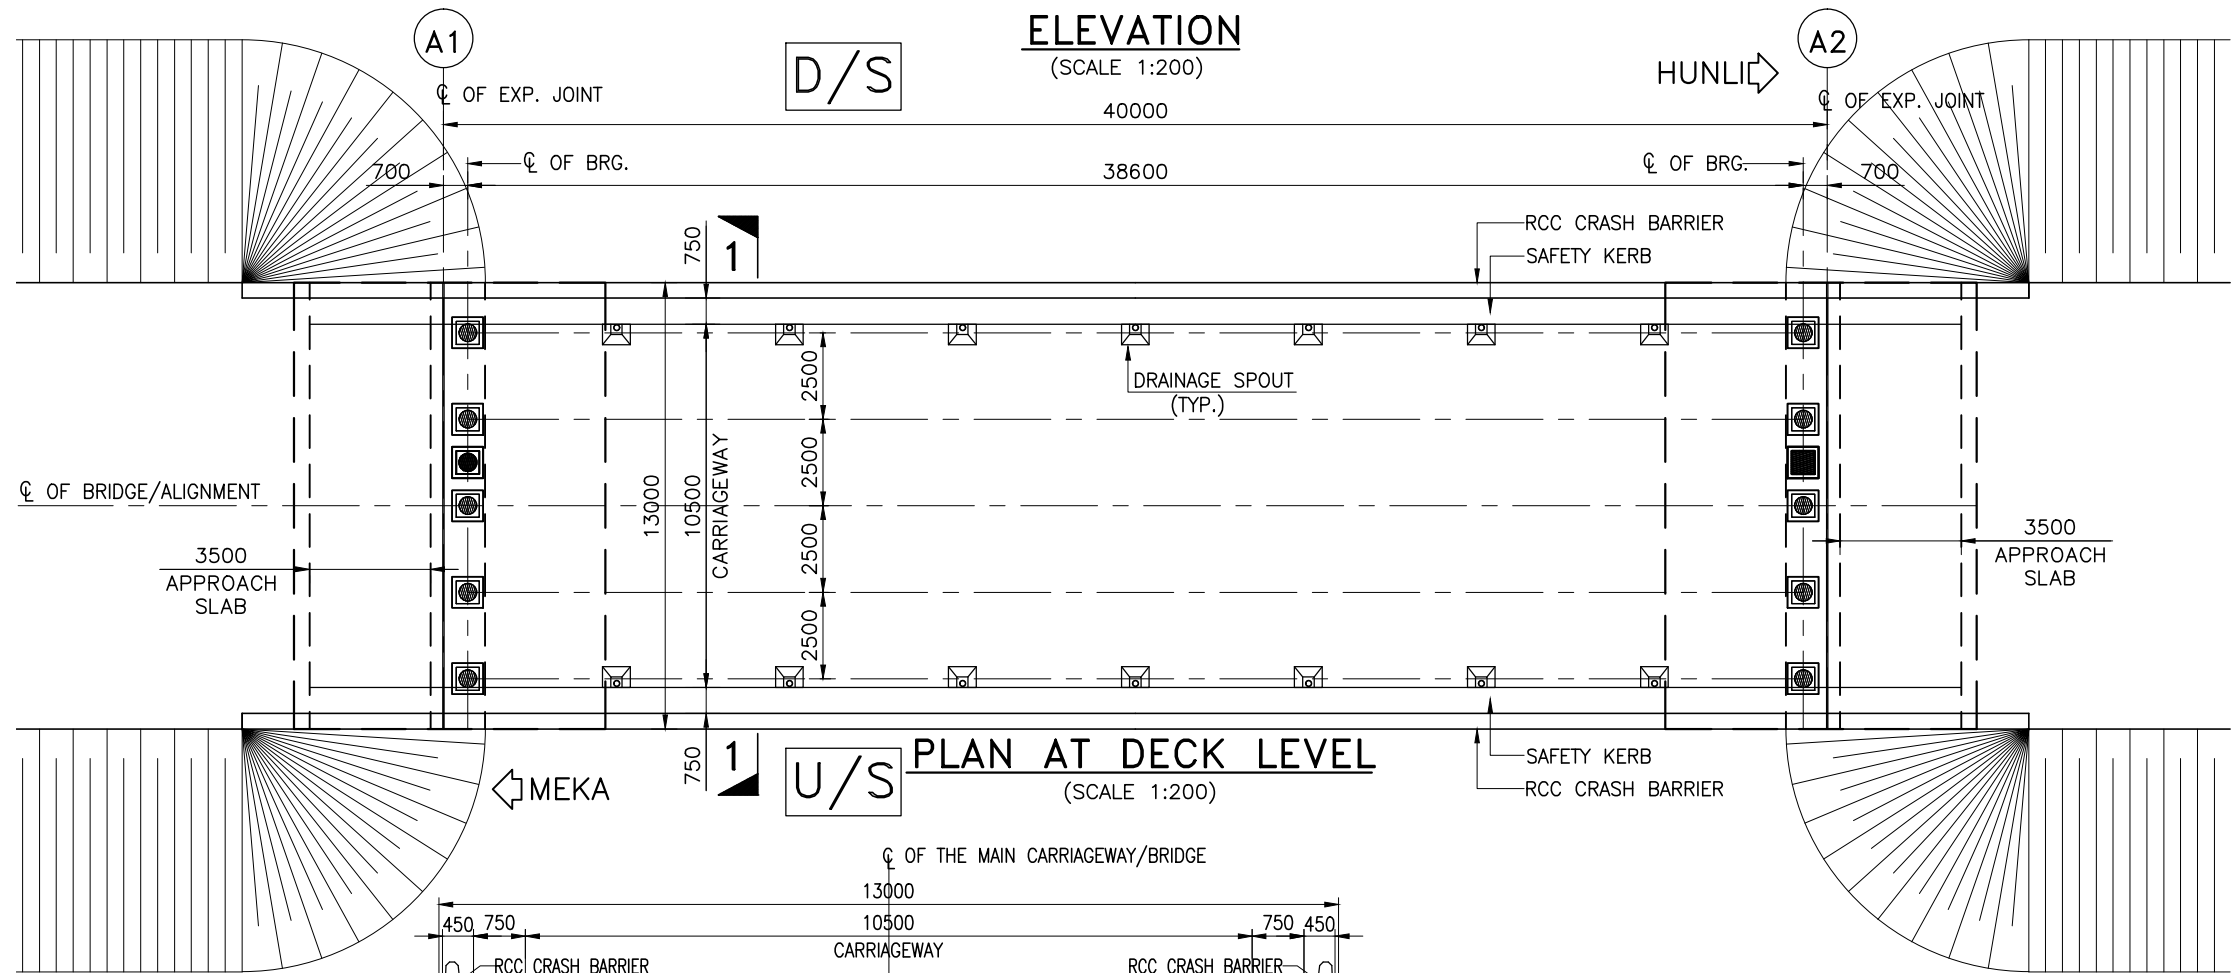 A1
ELEVATION
(SCALE 1:200)
A2
D/S
HUNLI
℄ OF EXP. JOINT
℄ OF EXP. JOINT
40000
℄ OF BRG.
℄ OF BRG.
700
38600
700
750
1
RCC CRASH BARRIER
SAFETY KERB
2500
DRAINAGE SPOUT
(TYP.)
2500
℄ OF BRIDGE/ALIGNMENT
13000
10500
CARRIAGEWAY
3500
APPROACH
SLAB
2500
3500
APPROACH
SLAB
2500
750
1
U/S
PLAN AT DECK LEVEL
(SCALE 1:200)
SAFETY KERB
RCC CRASH BARRIER
MEKA
℄ OF THE MAIN CARRIAGEWAY/BRIDGE
13000
450 750 10500 750 450
CARRIAGEWAY
RCC CRASH BARRIER RCC CRASH BARRIER